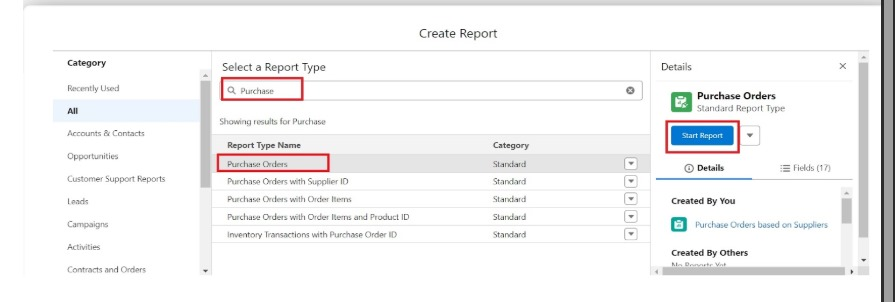 Create Report
Category
Recently Used
All
Accounts & Contacts
Opportunities
Customer Support Reports
Leads
Campaigns
Activities
Contracts and Orders
Select a Report Type
Purchase
Showing results for Purchase
Report Type Name Category
Purchase Orders Standard
Purchase Orders with Supplier ID Standard
Purchase Orders with Order Items Standard
Purchase Orders with Order Items and Product ID Standard
Inventory Transactions with Purchase Order ID Standard
Details
Purchase Orders
Standard Report Type
Start Report
Details Fields (17)
Created By You
Purchase Orders based on Suppliers
Created By Others
No Reports Yet